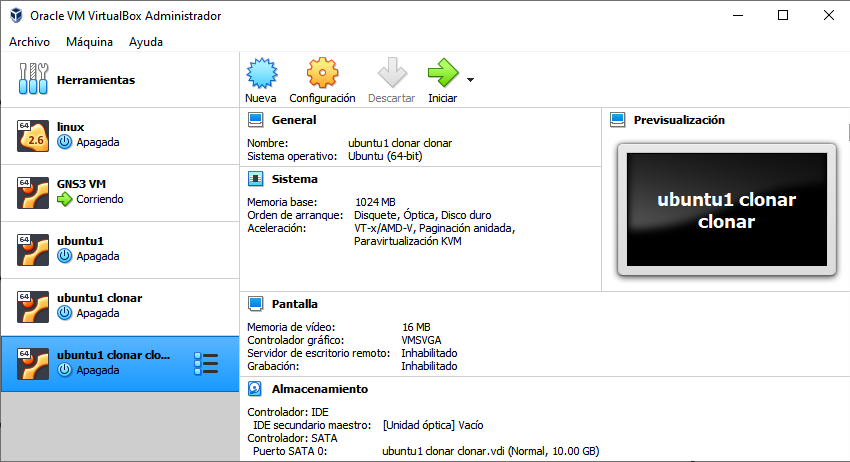 Oracle VM VirtualBox Administrador
Archivo Máquina Ayuda
Herramientas
Nueva Configuración Descartar Iniciar
64 2.6 linux
Apagada
64 GNS3 VM
Corriendo
64 ubuntu1
Apagada
64 ubuntu1 clonar
Apagada
64 ubuntu1 clonar clo...
Apagada
General
Nombre: ubuntu1 clonar clonar
Sistema operativo: Ubuntu (64-bit)
Sistema
Memoria base: 1024 MB
Orden de arranque: Disquete, Óptica, Disco duro
Aceleración: VT-x/AMD-V, Paginación anidada,
Paravirtualización KVM
Previsualización
ubuntu1 clonar
clonar
Pantalla
Memoria de vídeo: 16 MB
Controlador gráfico: VMSVGA
Servidor de escritorio remoto: Inhabilitado
Grabación: Inhabilitado
Almacenamiento
Controlador: IDE
IDE secundario maestro: [Unidad óptica] Vacío
Controlador: SATA
Puerto SATA 0: ubuntu1 clonar clonar.vdi (Normal, 10.00 GB)